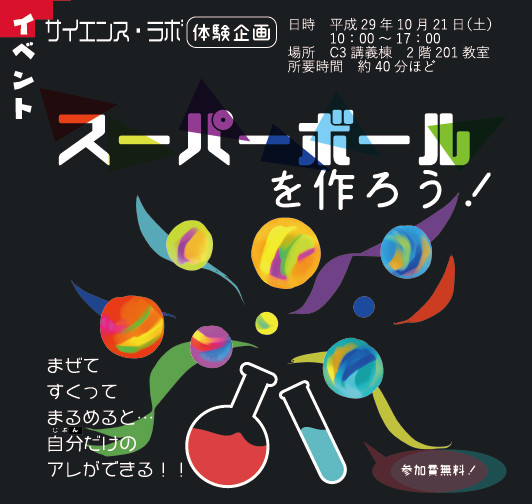 イベント
サイエンス・ラボ 体験企画
日時 平成29年10月21日(土)
10：00～17：00
場所 C3講義棟 2階201教室
所要時間 約40分ほど
スーパーボール
を作ろう！
まぜて
すくって
まるめると…
じぶん
自分だけの
アレができる！！
参加費無料！